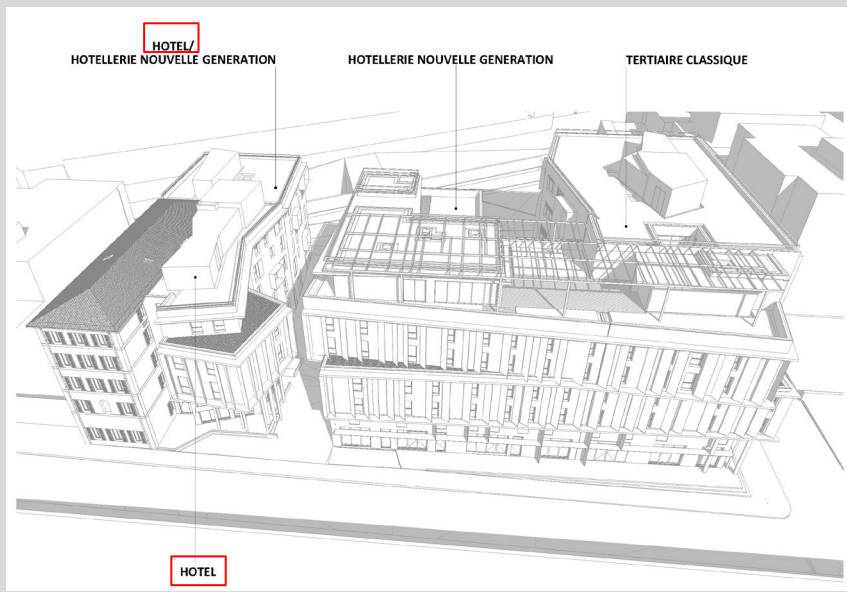 HOTEL/
HOTELLERIE NOUVELLE GENERATION
HOTELLERIE NOUVELLE GENERATION
TERTIAIRE CLASSIQUE
HOTEL